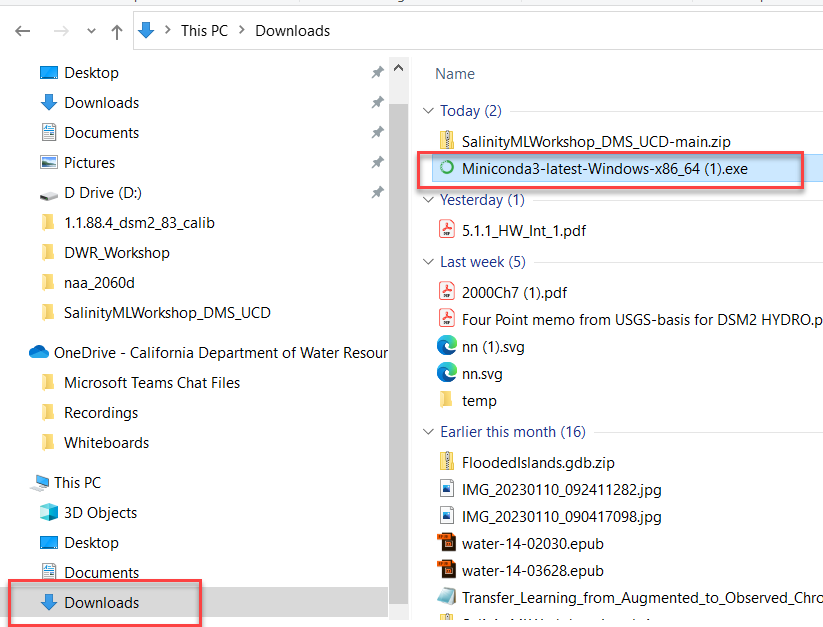 This PC > Downloads
Desktop
Downloads
Documents
Pictures
D Drive (D:)
1.1.88.4_dsm2_83_calib
DWR_Workshop
naa_2060d
SalinityMLWorkshop_DMS_UCD
OneDrive - California Department of Water Resour
Microsoft Teams Chat Files
Recordings
Whiteboards
This PC
3D Objects
Desktop
Documents
Downloads
Name
Today (2)
SalinityMLWorkshop_DMS_UCD-main.zip
Miniconda3-latest-Windows-x86_64 (1).exe
Yesterday (1)
5.1.1_HW_Int_1.pdf
Last week (5)
2000Ch7 (1).pdf
Four Point memo from USGS-basis for DSM2 HYDRO.p
nn (1).svg
nn.svg
temp
Earlier this month (16)
FloodedIslands.gdb.zip
IMG_20230110_092411282.jpg
IMG_20230110_090417098.jpg
water-14-02030.epub
water-14-03628.epub
Transfer_Learning_from_Augmented_to_Observed_Chro